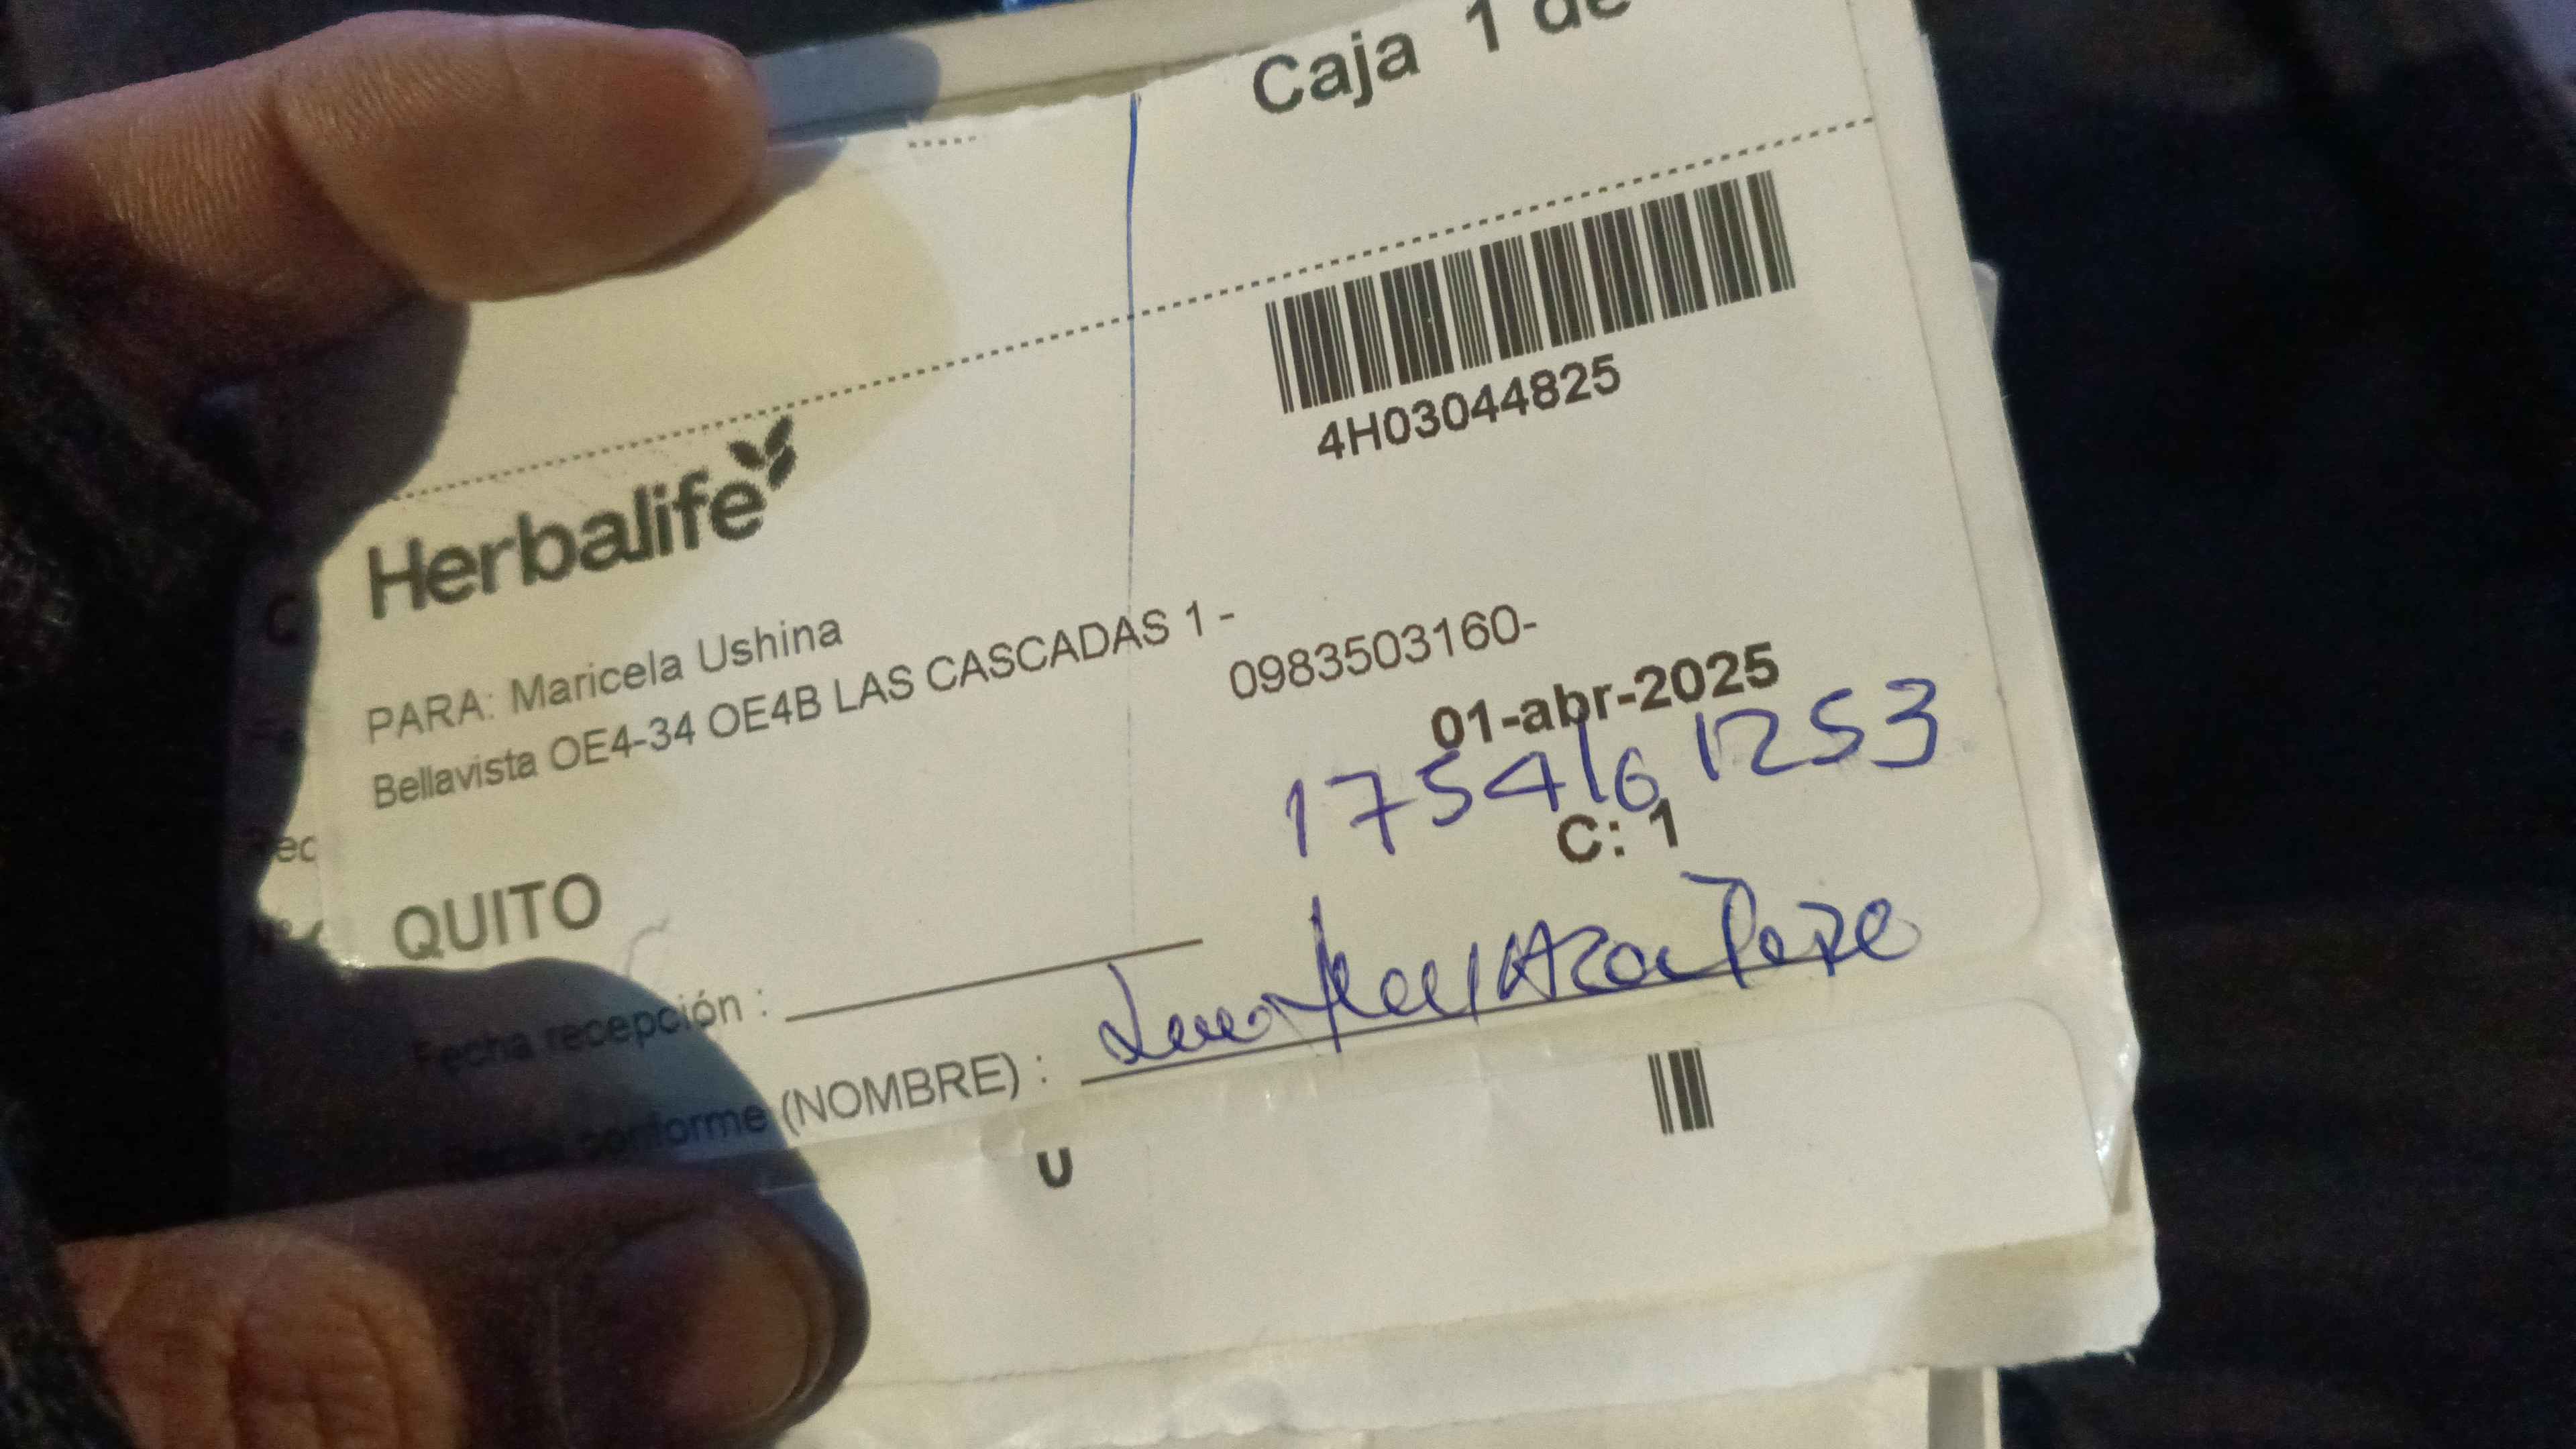 Caja 1 de
4H03044825
Herbalife
PARA: Maricela Ushina
Bellavista OE4-34 OE4B LAS CASCADAS 1 -
0983503160-
01-abr-2025
1754161253
C: 1
QUITO
Fecha recepción :
conforme (NOMBRE) :
U